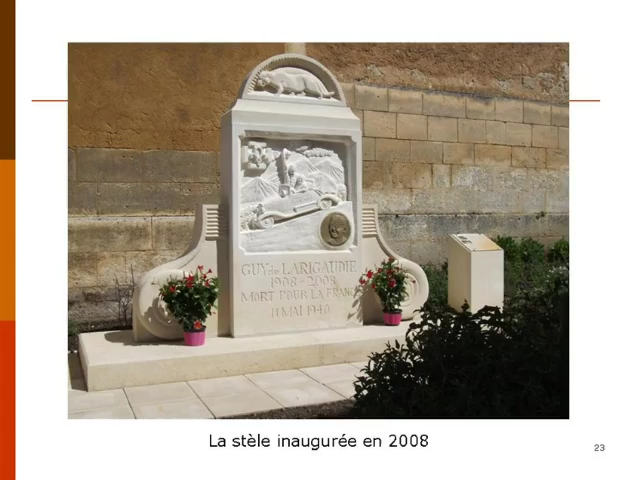 GUY de LARIGAUDIE
1908-2008
MORT POUR LA FRANCE
11 MAI 1940
La stèle inaugurée en 2008
23